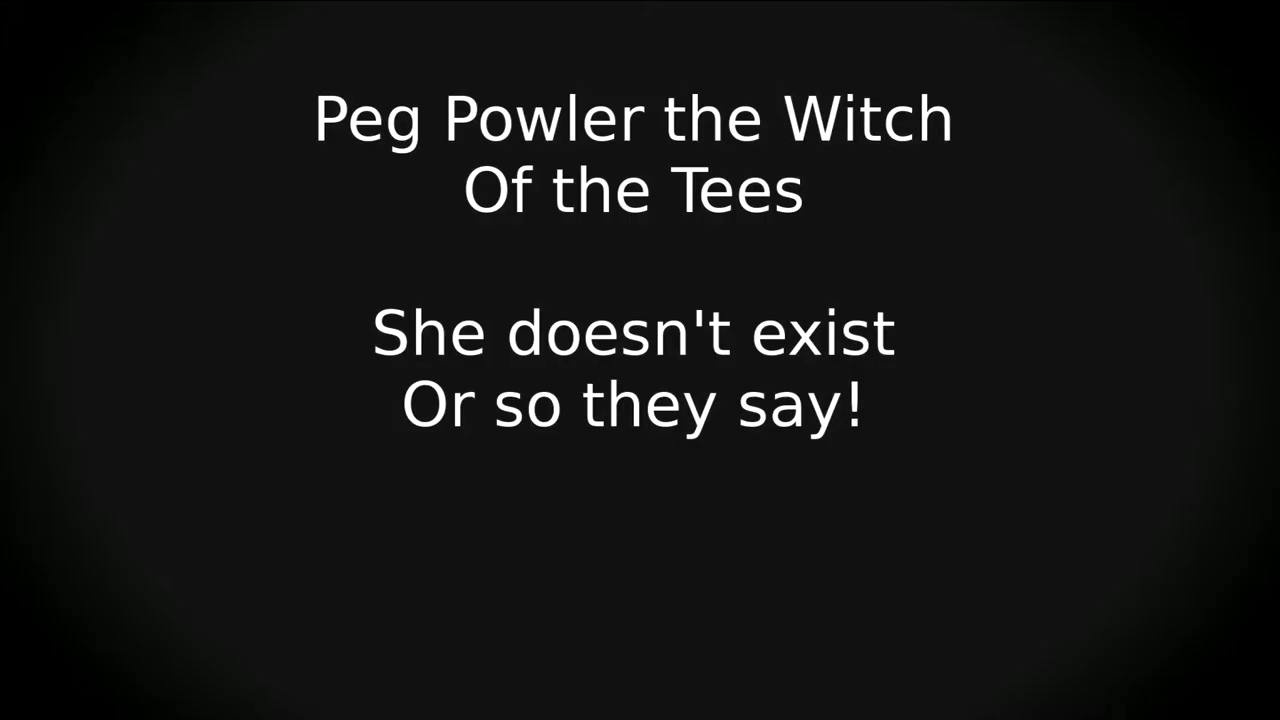 Peg Powler the Witch
Of the Tees
She doesn't exist
Or so they say!